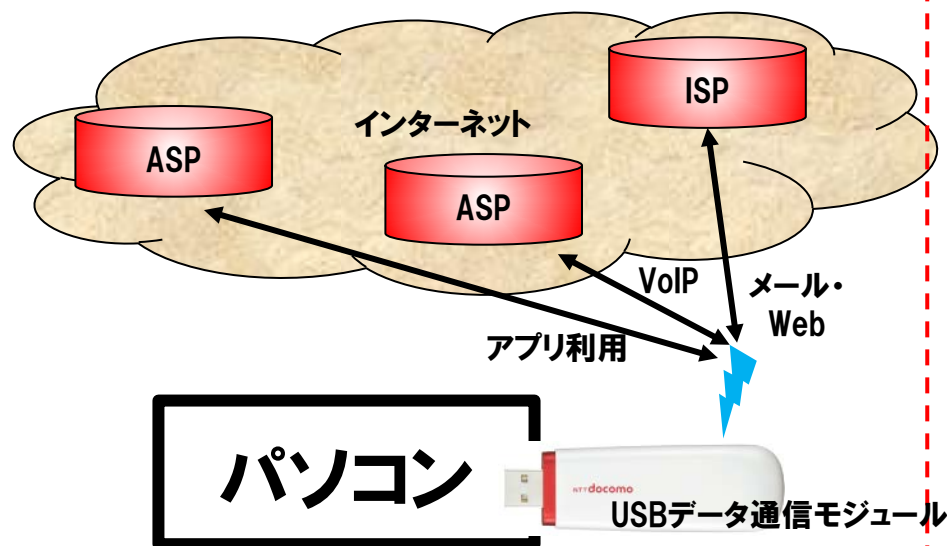 ISP
インターネット
ASP
ASP
VoIP
メール・
Web
アプリ利用
パソコン
NTT docomo
USBデータ通信モジュール